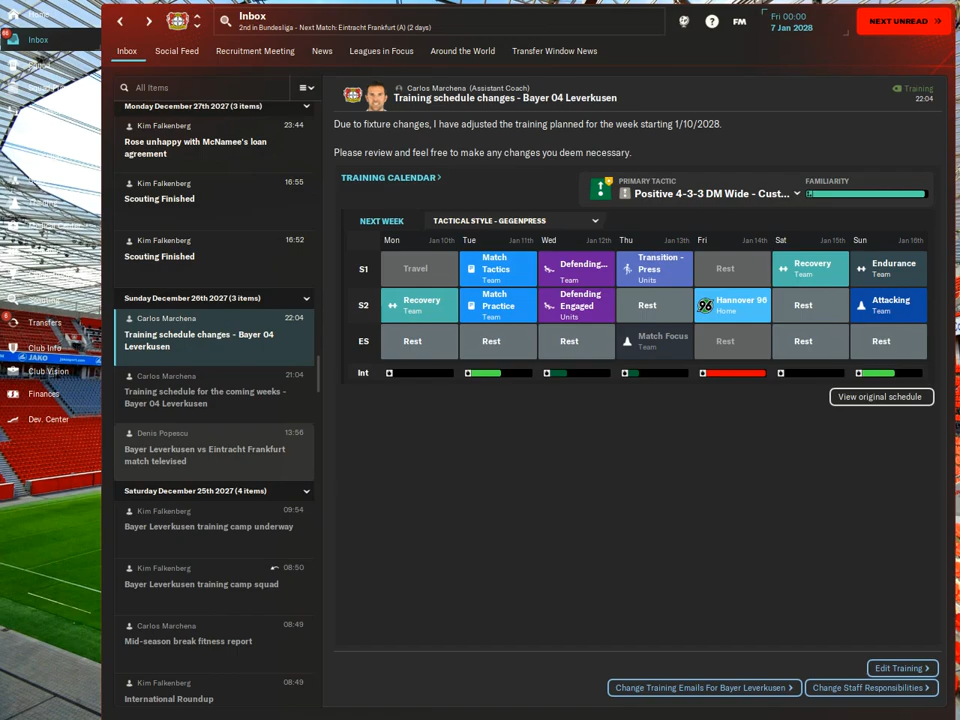 Inbox
2nd in Bundesliga - Next Match: Eintracht Frankfurt (A) (2 days)
?
FM
Fri 00:00
7 Jan 2028
NEXT UNREAD
Inbox
Social Feed
Recruitment Meeting
News
Leagues in Focus
Around the World
Transfer Window News
Inbox
Transfers
Club Info
Club Vision
Finances
Dev. Center
JAKO
All Items
Monday December 27th 2027 (3 items)
Kim Falkenberg
23:44
Rose unhappy with McNamee's loan
agreement
Kim Falkenberg
16:55
Scouting Finished
Kim Falkenberg
16:52
Scouting Finished
Sunday December 26th 2027 (3 items)
Carlos Marchena
22:04
Training schedule changes - Bayer 04
Leverkusen
Carlos Marchena
21:04
Training schedule for the coming weeks -
Bayer 04 Leverkusen
Denis Popescu
13:56
Bayer Leverkusen vs Eintracht Frankfurt
match televised
Saturday December 25th 2027 (4 items)
Kim Falkenberg
09:54
Bayer Leverkusen training camp underway
Kim Falkenberg
08:50
Bayer Leverkusen training camp squad
Carlos Marchena
08:49
Mid-season break fitness report
Kim Falkenberg
08:49
International Roundup
Carlos Marchena (Assistant Coach)
Training schedule changes - Bayer 04 Leverkusen
Training
22:04
Due to fixture changes, I have adjusted the training planned for the week starting 1/10/2028.
Please review and feel free to make any changes you deem necessary.
TRAINING CALENDAR
PRIMARY TACTIC
Positive 4-3-3 DM Wide - Cust...
FAMILIARITY
NEXT WEEK
TACTICAL STYLE - GEGENPRESS
Mon Jan 10th
Tue Jan 11th
Wed Jan 12th
Thu Jan 13th
Fri Jan 14th
Sat Jan 15th
Sun Jan 16th
S1
Travel
Match
Tactics
Team
Defending...
Team
Transition -
Press
Units
Rest
Recovery
Team
Endurance
Team
S2
Recovery
Team
Match
Practice
Team
Defending
Engaged
Units
Rest
96
Hannover 96
Home
Rest
Attacking
Team
ES
Rest
Rest
Rest
Match Focus
Team
Rest
Rest
Rest
Int
View original schedule
Edit Training
Change Training Emails For Bayer Leverkusen
Change Staff Responsibilities